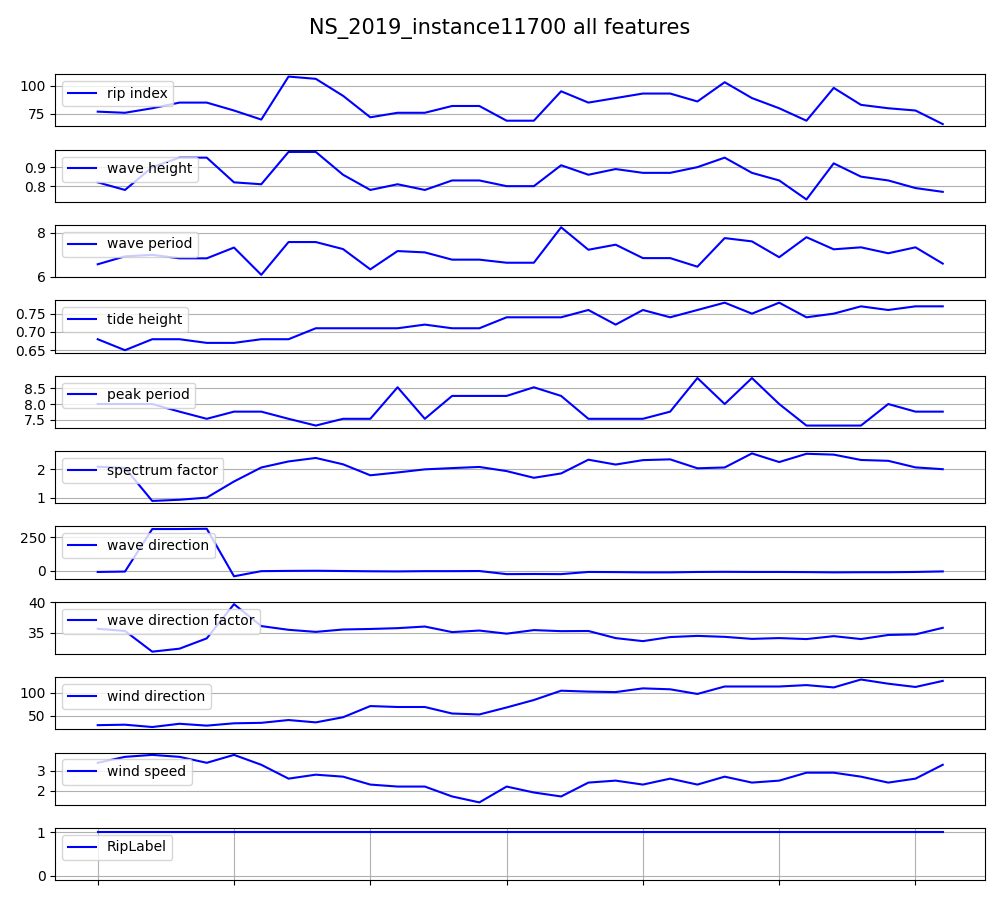 NS_2019_instance11700 all features
100
75
rip index
0.9
0.8
wave height
8
6
wave period
0.75
0.70
0.65
tide height
8.5
8.0
7.5
peak period
2
1
spectrum factor
250
0
wave direction
40
35
wave direction factor
100
50
wind direction
3
2
wind speed
1
0
RipLabel